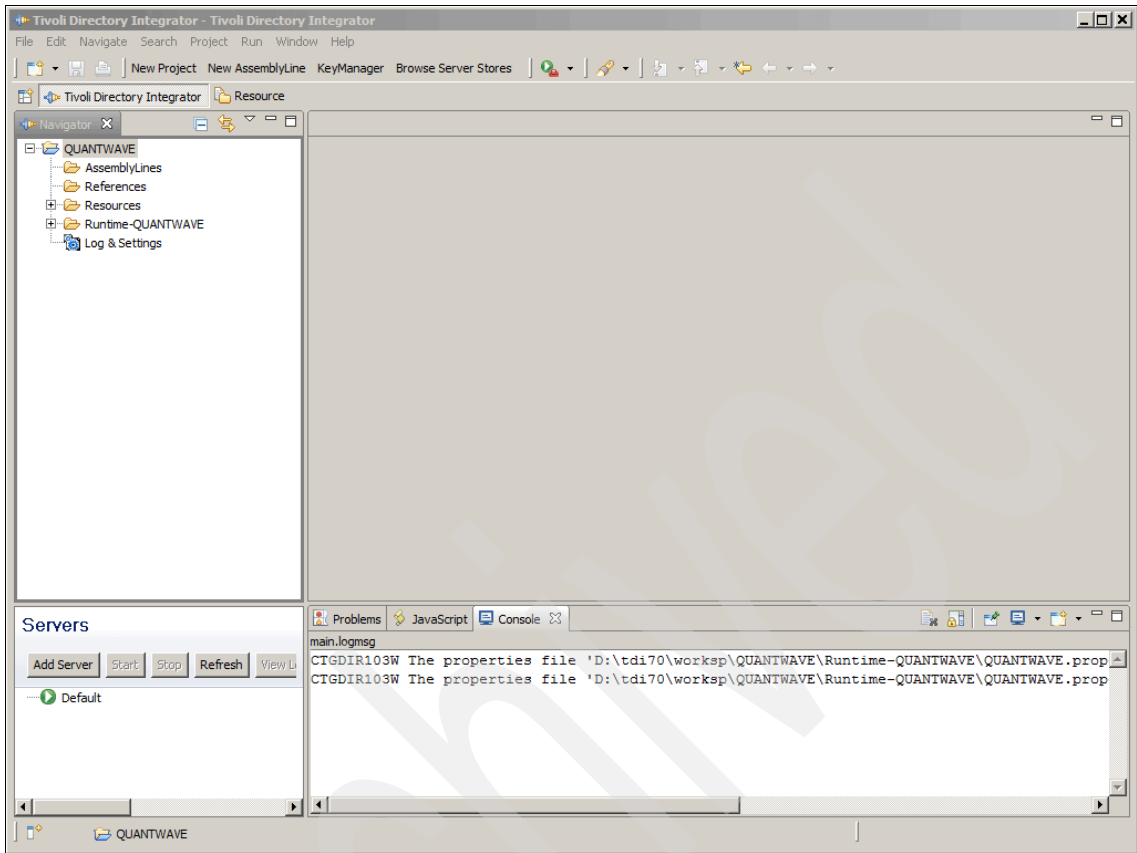 Tivoli Directory Integrator - Tivoli Directory Integrator
File Edit Navigate Search Project Run Window Help
New Project New AssemblyLine KeyManager Browse Server Stores
Tivoli Directory Integrator Resource
Navigator
QUANTWAVE
AssemblyLines
References
Resources
Runtime-QUANTWAVE
Log & Settings
Servers
Add Server Start Stop Refresh View L
Default
Problems JavaScript Console
main.logmsg
CTGDIR103W The properties file 'D:\tdi70\worksp\QUANTWAVE\Runtime-QUANTWAVE\QUANTWAVE.prop
CTGDIR103W The properties file 'D:\tdi70\worksp\QUANTWAVE\Runtime-QUANTWAVE\QUANTWAVE.prop
QUANTWAVE